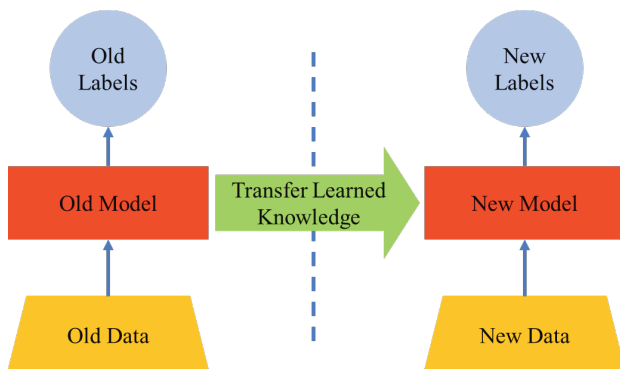 Old
Labels
New
Labels
Old Model
Transfer Learned
Knowledge
New Model
Old Data
New Data